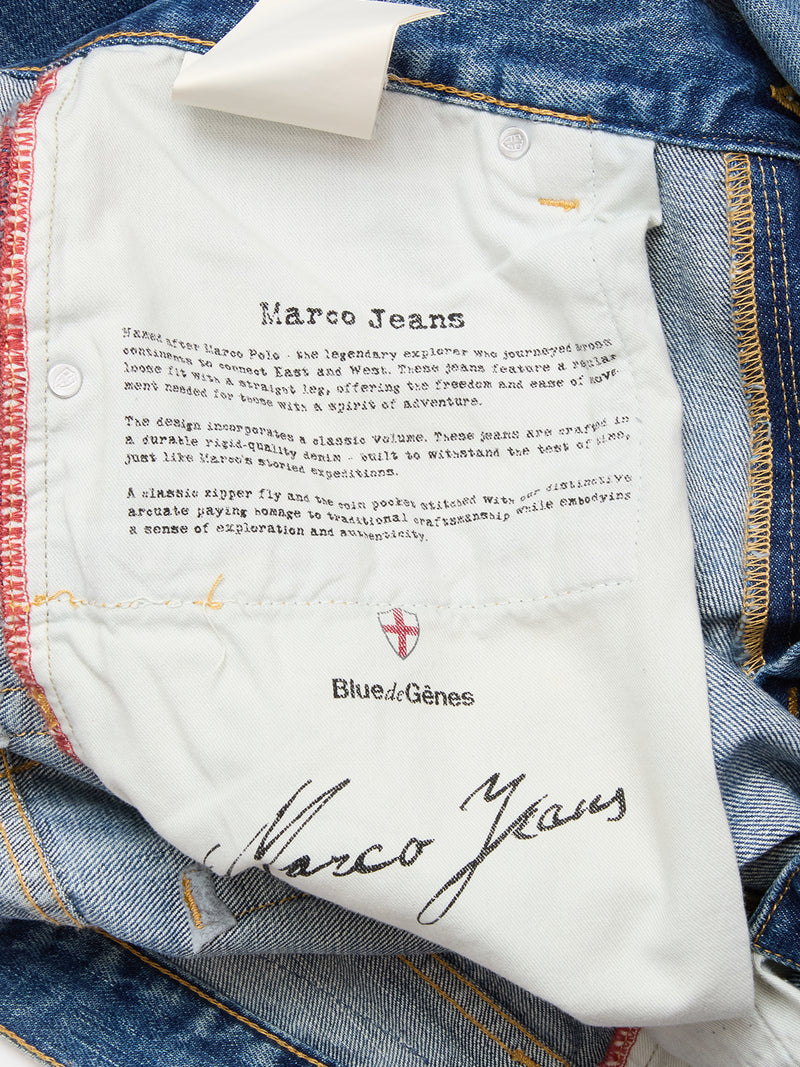 Marco Jeans
Named after Marco Polo - the legendary explorer who journeyed across
continents to connect East and West. These jeans feature a regular
loose fit with a straight leg, offering the freedom and ease of move-
ment needed for those with a spirit of adventure.
The design incorporates a classic volume. These jeans are crafted in
a durable rigid-quality denim - built to withstand the test of time,
just like Marco's storied expeditions.
A classic zipper fly and the coin pocket stitched with our distinctive
arcuate paying homage to traditional craftsmanship while embodying
a sense of exploration and authenticity.
BluedeGênes
Marco Jeans